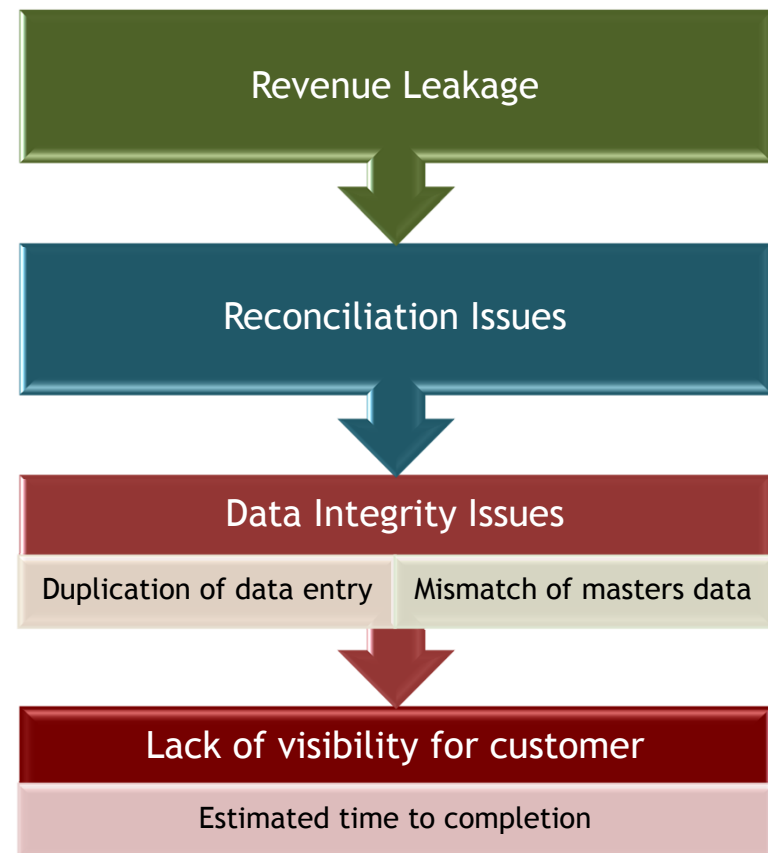 Revenue Leakage
Reconciliation Issues
Data Integrity Issues
Duplication of data entry
Mismatch of masters data
Lack of visibility for customer
Estimated time to completion